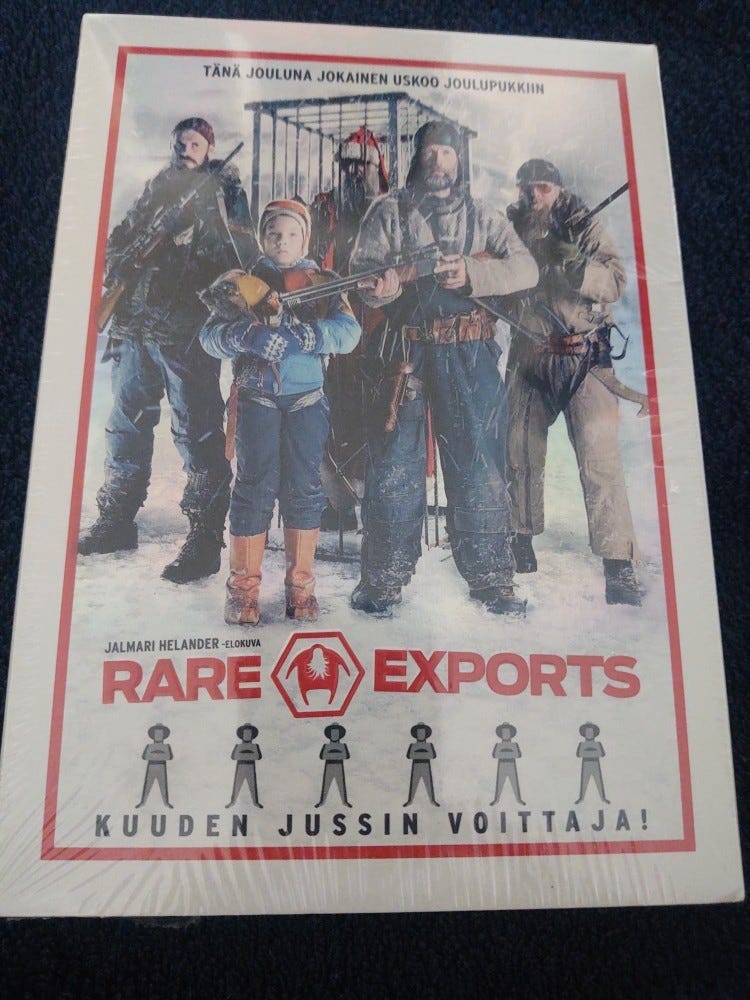 TÄNÄ JOULUNA JOKAINEN USKOO JOULUPUKKIIN
JALMARI HELANDER -ELOKUVA
RARE EXPORTS
KUUDEN JUSSIN VOITTAJA!